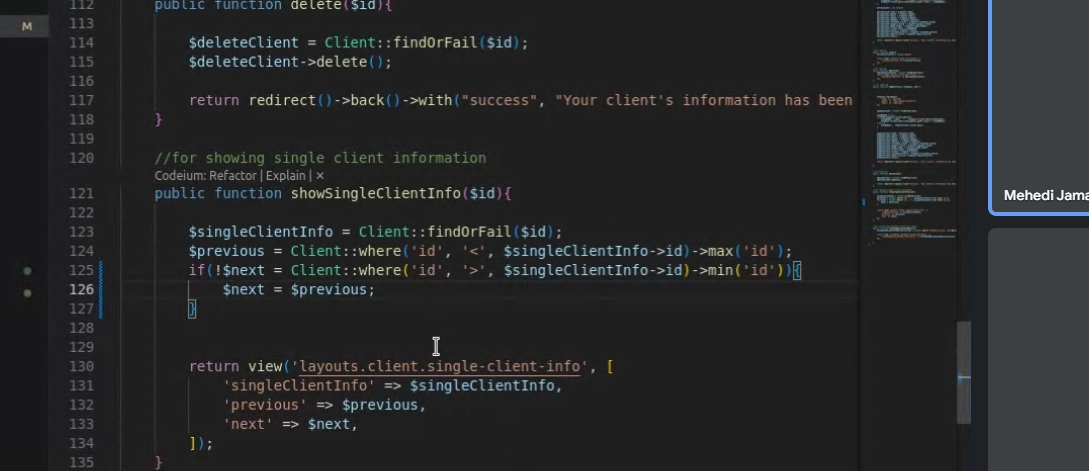 M
112 public function delete($id){
113
114 $deleteClient = Client::findOrFail($id);
115 $deleteClient->delete();
116
117 return redirect()->back()->with("success", "Your client's information has been
118 }
119
120 //for showing single client information
Codeium: Refactor | Explain | ×
121 public function showSingleClientInfo($id){
122
123 $singleClientInfo = Client::findOrFail($id);
124 $previous = Client::where('id', '<', $singleClientInfo->id)->max('id');
125 if(!$next = Client::where('id', '>', $singleClientInfo->id)->min('id')){
126 $next = $previous;
127 }
128
129
130 return view('layouts.client.single-client-info', [
131 'singleClientInfo' => $singleClientInfo,
132 'previous' => $previous,
133 'next' => $next,
134 ]);
135 }
Mehedi Jama